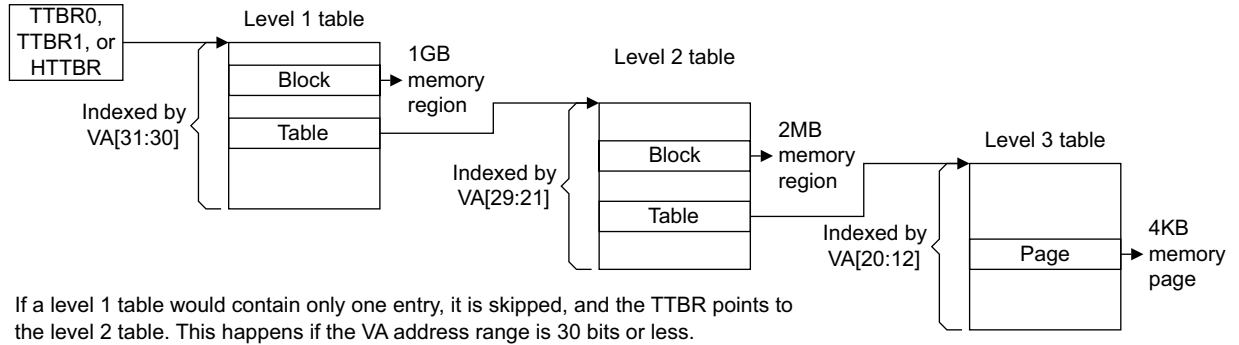 TTBR0,
TTBR1, or
HTTBR
Level 1 table
Block
Table
Indexed by
VA[31:30]
1GB
memory
region
Level 2 table
Block
Table
Indexed by
VA[29:21]
2MB
memory
region
Level 3 table
Page
Indexed by
VA[20:12]
4KB
memory
page
If a level 1 table would contain only one entry, it is skipped, and the TTBR points to
the level 2 table. This happens if the VA address range is 30 bits or less.